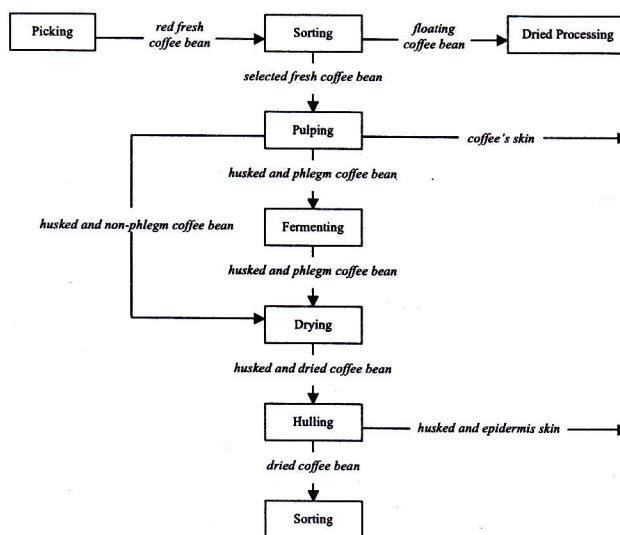 Picking
red fresh
coffee bean
Sorting
floating
coffee bean
Dried Processing
selected fresh coffee bean
Pulping
coffee's skin
husked and phlegm coffee bean
husked and non-phlegm coffee bean
Fermenting
husked and phlegm coffee bean
Drying
husked and dried coffee bean
Hulling
husked and epidermis skin
dried coffee bean
Sorting